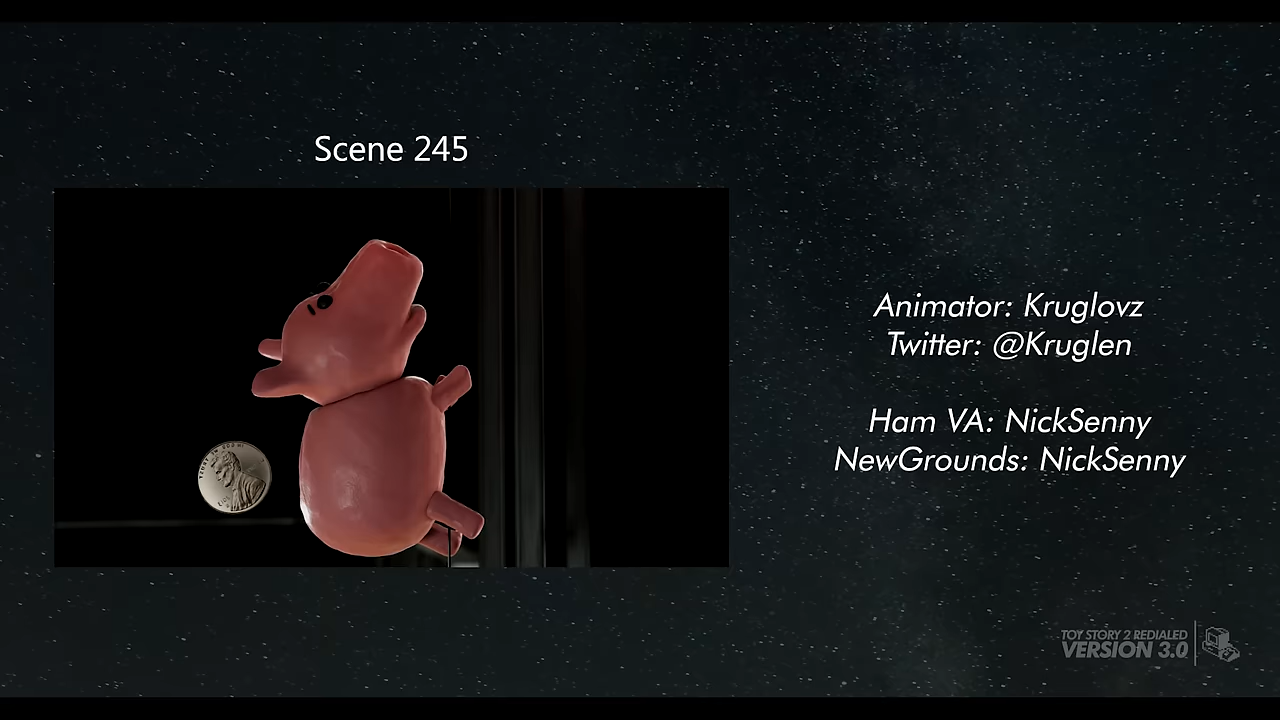 Scene 245
Animator: Kruglovz
Twitter: @Kruglen
Ham VA: NickSenny
NewGrounds: NickSenny
TOY STORY 2 REDIALED
VERSION 3.0